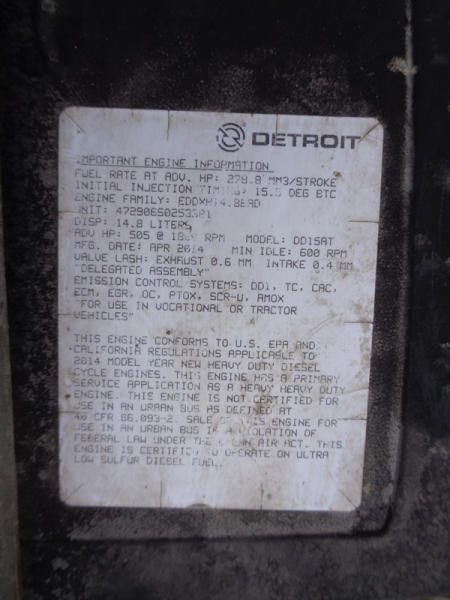 DETROIT
IMPORTANT ENGINE INFORMATION
FUEL RATE AT ADV. HP: 278.8 MM3/STROKE
INITIAL INJECTION TIMING: 15.5 DEG BTC
ENGINE FAMILY:
UNIT:
DISP: 14.8 LITERS
ADV HP: 505 @ RPM MODEL: DD15AT
MFG. DATE: APR 2014 MIN IDLE: 600 RPM
VALVE LASH: EXHAUST 0.6 MM INTAKE 0.4 MM
"DELEGATED ASSEMBLY"
EMISSION CONTROL SYSTEMS: DDI, TC, CAC,
ECM, EGR, OC, PTOX, SCR-U, AMOX
"FOR USE IN VOCATIONAL OR TRACTOR
VEHICLES"
THIS ENGINE CONFORMS TO U.S. EPA AND
CALIFORNIA REGULATIONS APPLICABLE TO
2014 MODEL YEAR NEW HEAVY DUTY DIESEL
CYCLE ENGINES. THIS ENGINE HAS A PRIMARY
SERVICE APPLICATION AS A HEAVY HEAVY DUTY
ENGINE. THIS ENGINE IS NOT CERTIFIED FOR
USE IN AN URBAN BUS AS DEFINED AT
40 CFR 86.093-2. SALE OF THIS ENGINE FOR
USE IN AN URBAN BUS IS A VIOLATION OF
FEDERAL LAW UNDER THE CLEAN AIR ACT. THIS
ENGINE IS CERTIFIED TO OPERATE ON ULTRA
LOW SULFUR DIESEL FUEL.